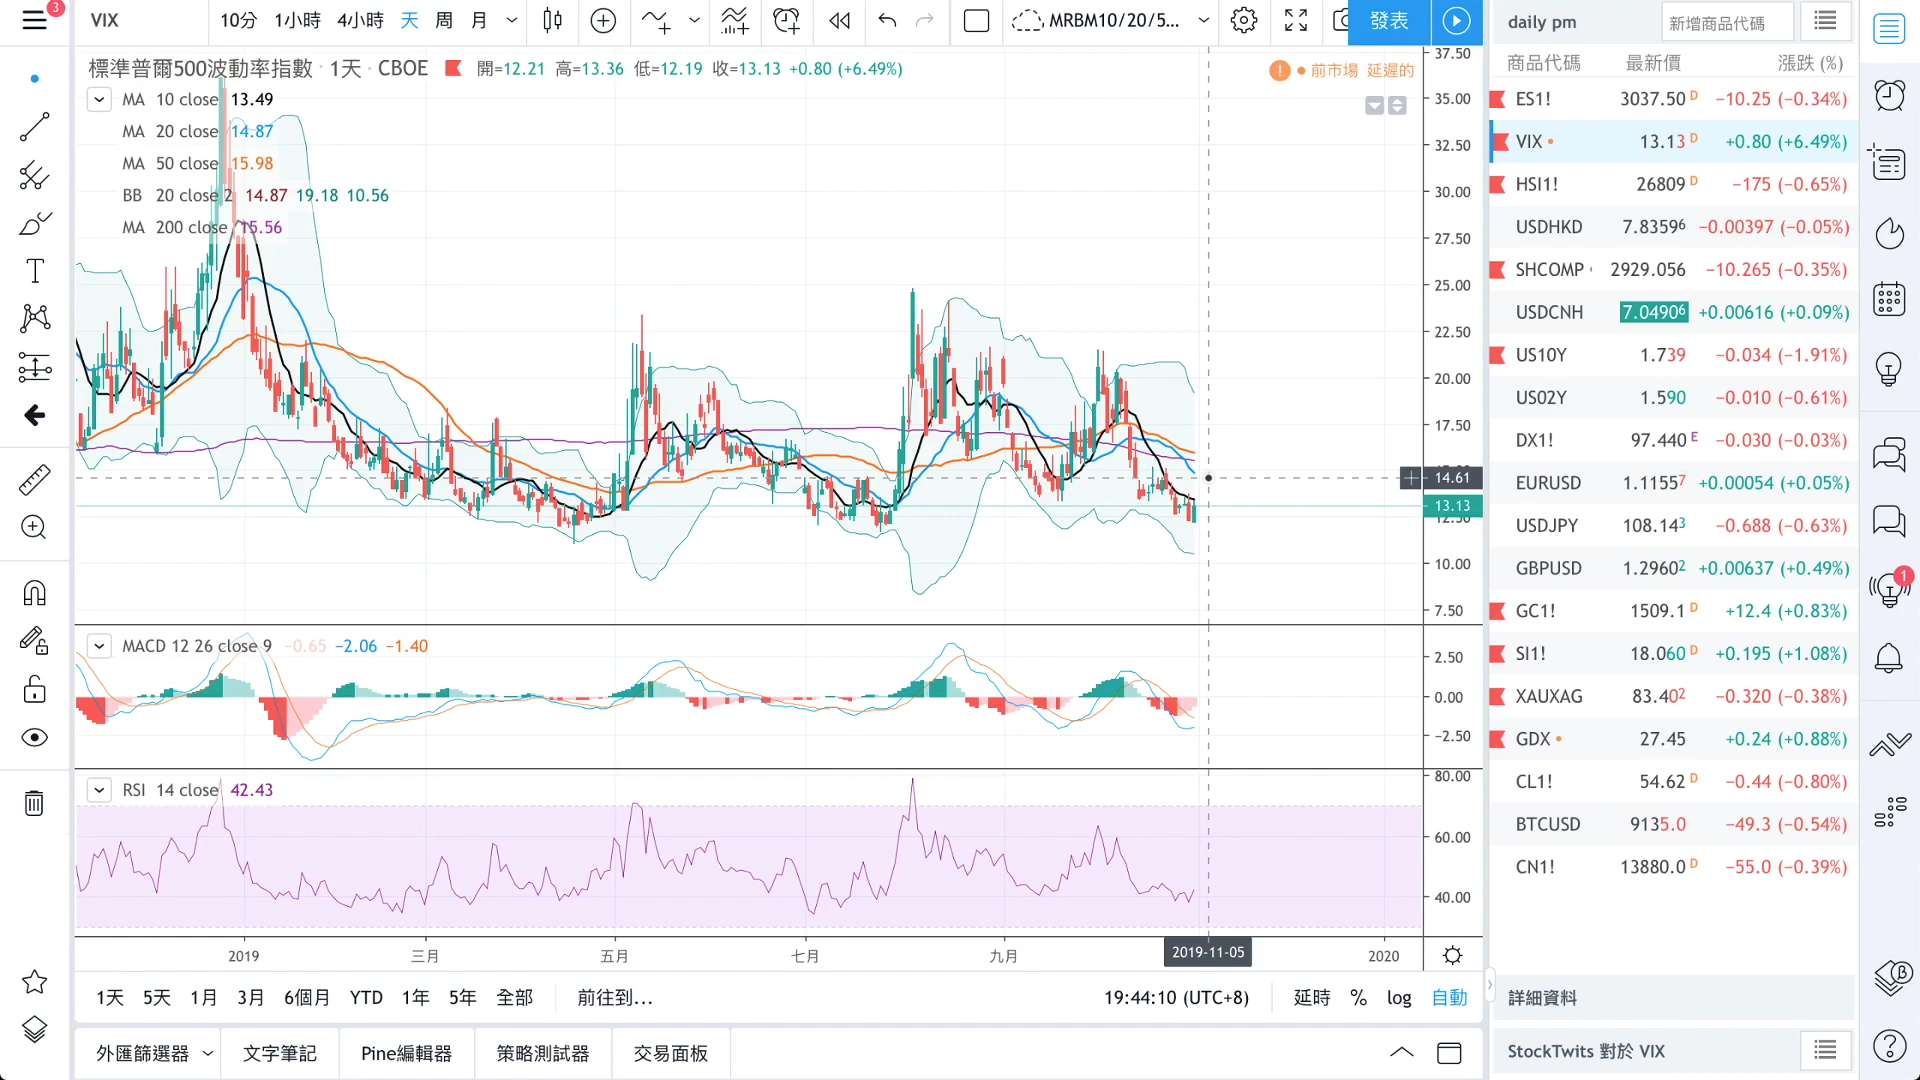 3
VIX
10分 1小時 4小時 天 周 月
MRBM10/20/5...
發表
標準普爾500波動率指數 · 1天 · CBOE 開=12.21 高=13.36 低=12.19 收=13.13 +0.80 (+6.49%)
前市場 延遲的
MA 10 close 13.49
MA 20 close 14.87
MA 50 close 15.98
BB 20 close 2 14.87 19.18 10.56
MA 200 close 15.56
37.50
35.00
32.50
30.00
27.50
25.00
22.50
20.00
17.50
14.61
13.13
12.50
10.00
7.50
MACD 12 26 close 9 −0.65 −2.06 −1.40
2.50
0.00
−2.50
RSI 14 close 42.43
80.00
60.00
40.00
2019 三月 五月 七月 九月 2019-11-05 2020
1天 5天 1月 3月 6個月 YTD 1年 5年 全部 前往到...
19:44:10 (UTC+8) 延時 % log 自動
外匯篩選器 文字筆記 Pine編輯器 策略測試器 交易面板
daily pm 新增商品代碼
商品代碼 最新價 漲跌 (%)
ES1! 3037.50 D −10.25 (−0.34%)
VIX 13.13 D +0.80 (+6.49%)
HSI1! 26809 D −175 (−0.65%)
USDHKD 7.83596 −0.00397 (−0.05%)
SHCOMP 2929.056 −10.265 (−0.35%)
USDCNH 7.04906 +0.00616 (+0.09%)
US10Y 1.739 −0.034 (−1.91%)
US02Y 1.590 −0.010 (−0.61%)
DX1! 97.440 E −0.030 (−0.03%)
EURUSD 1.11557 +0.00054 (+0.05%)
USDJPY 108.143 −0.688 (−0.63%)
GBPUSD 1.29602 +0.00637 (+0.49%)
GC1! 1509.1 D +12.4 (+0.83%)
SI1! 18.060 D +0.195 (+1.08%)
XAUXAG 83.402 −0.320 (−0.38%)
GDX 27.45 +0.24 (+0.88%)
CL1! 54.62 D −0.44 (−0.80%)
BTCUSD 9135.0 −49.3 (−0.54%)
CN1! 13880.0 D −55.0 (−0.39%)
詳細資料
StockTwits 對於 VIX
1
β